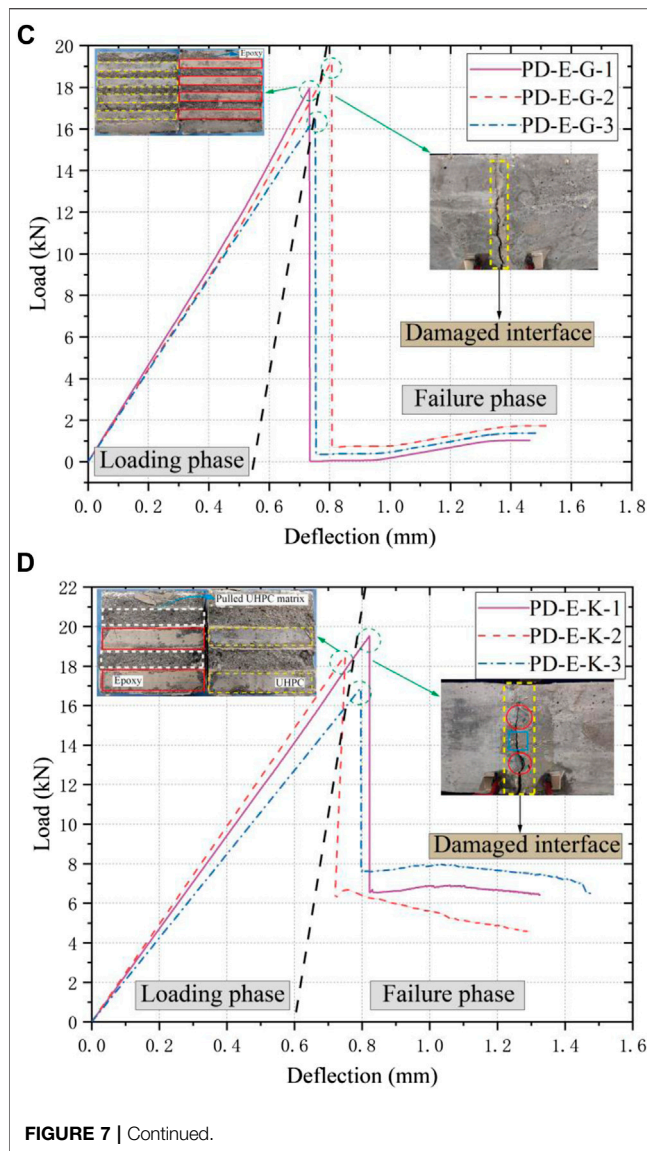 C
20
18
16
14
12
10
8
6
4
2
0
Load (kN)
Epoxy
PD-E-G-1
PD-E-G-2
PD-E-G-3
Damaged interface
Failure phase
Loading phase
0.0 0.2 0.4 0.6 0.8 1.0 1.2 1.4 1.6 1.8
Deflection (mm)
D
22
20
18
16
14
12
10
8
6
4
2
0
Load (kN)
Pulled UHPC matrix
Epoxy
UHPC
PD-E-K-1
PD-E-K-2
PD-E-K-3
Damaged interface
Loading phase
Failure phase
0.0 0.2 0.4 0.6 0.8 1.0 1.2 1.4 1.6
Deflection (mm)
FIGURE 7 | Continued.